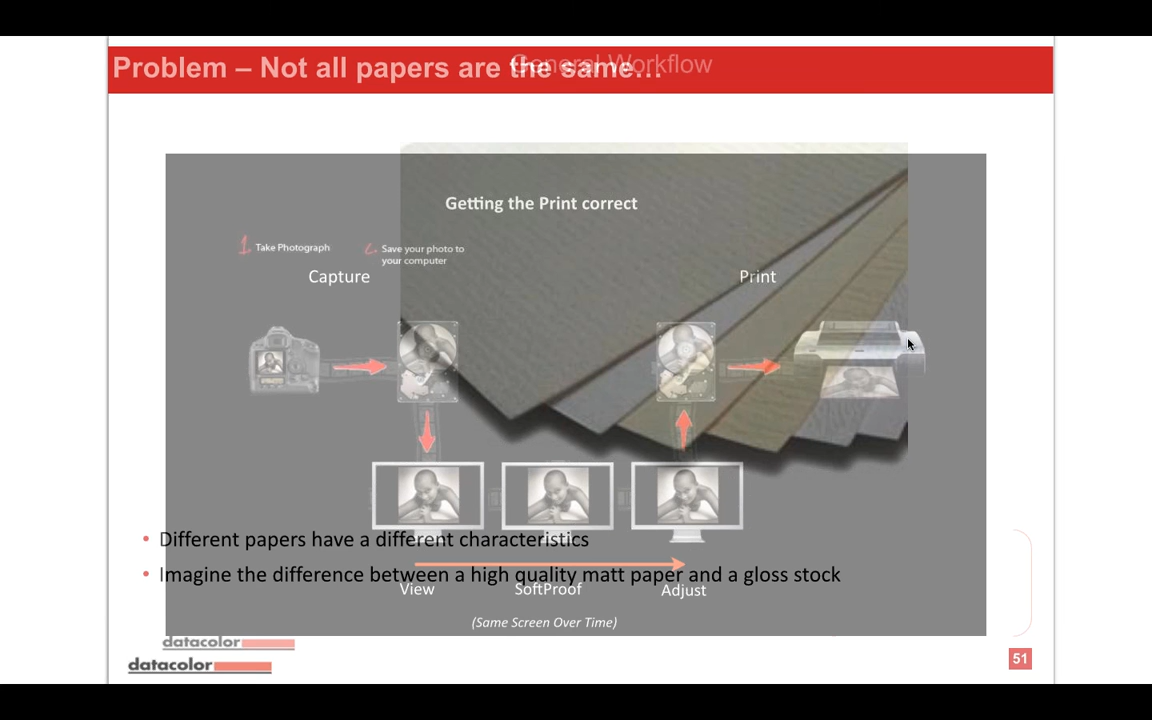 Problem – Not all papers are the same...
General Workflow
Getting the Print correct
1. Take Photograph
2. Save your photo to
your computer
Capture
Print
• Different papers have a different characteristics
• Imagine the difference between a high quality matt paper and a gloss stock
View
SoftProof
Adjust
(Same Screen Over Time)
datacolor
datacolor
51